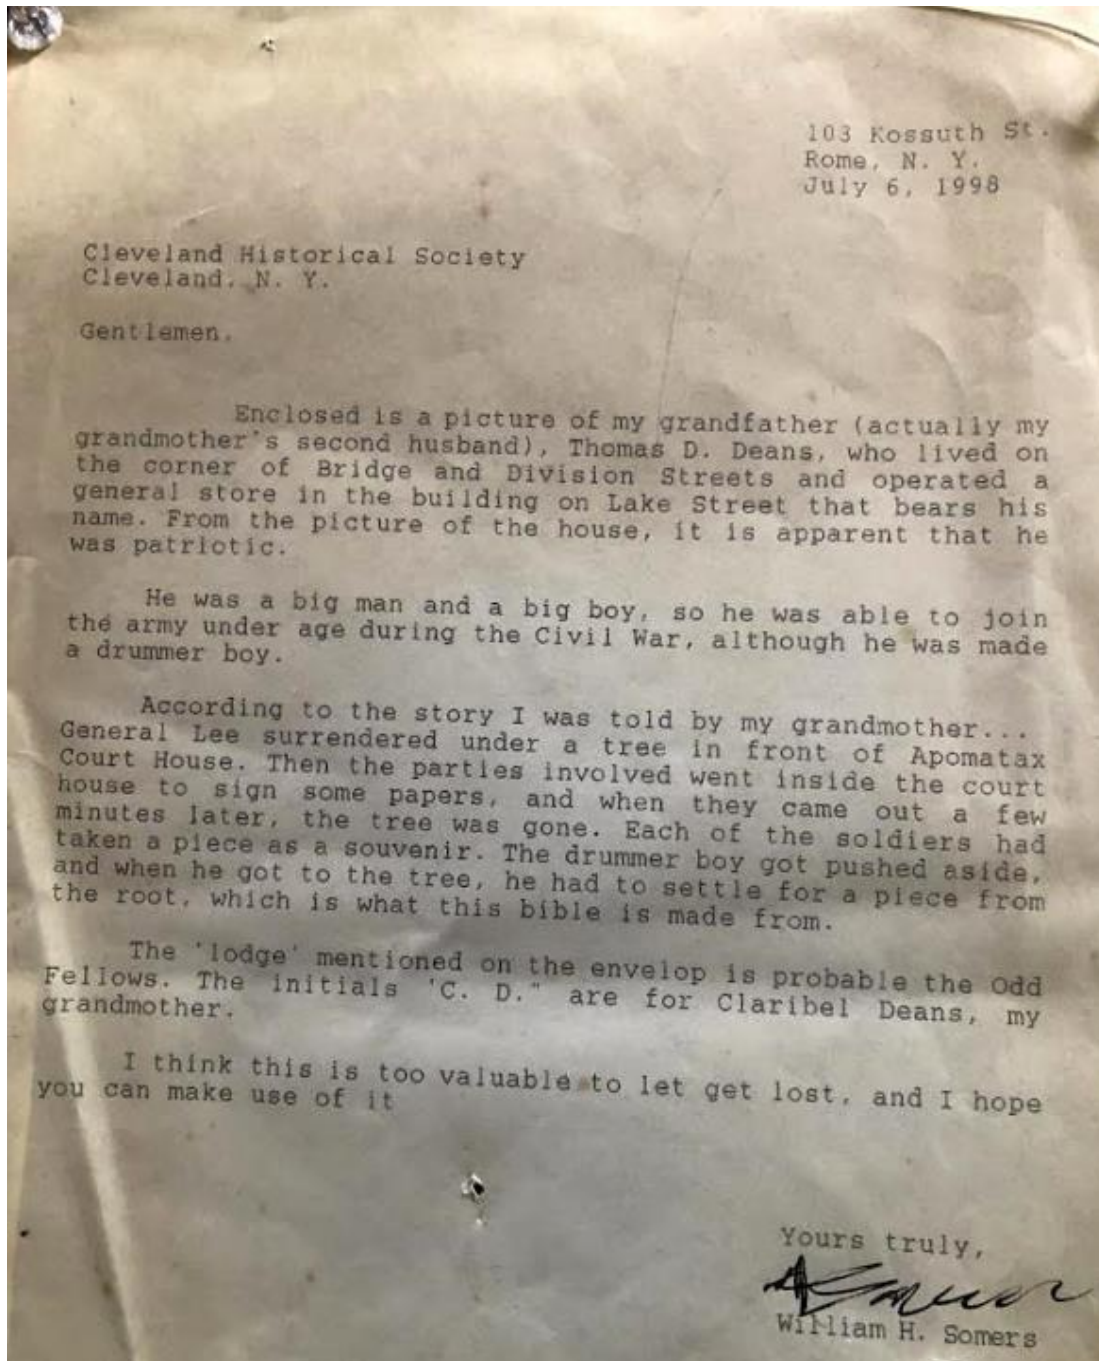 103 Kossuth St.
Rome, N. Y.
July 6, 1998
Cleveland Historical Society
Cleveland, N. Y.
Gentlemen,
Enclosed is a picture of my grandfather (actually my
grandmother's second husband), Thomas D. Deans, who lived on
the corner of Bridge and Division Streets and operated a
general store in the building on Lake Street that bears his
name. From the picture of the house, it is apparent that he
was patriotic.
He was a big man and a big boy, so he was able to join
the army under age during the Civil War, although he was made
a drummer boy.
According to the story I was told by my grandmother...
General Lee surrendered under a tree in front of Apomatax
Court House. Then the parties involved went inside the court
house to sign some papers, and when they came out a few
minutes later, the tree was gone. Each of the soldiers had
taken a piece as a souvenir. The drummer boy got pushed aside,
and when he got to the tree, he had to settle for a piece from
the root, which is what this bible is made from.
The 'lodge' mentioned on the envelop is probable the Odd
Fellows. The initials 'C. D." are for Claribel Deans, my
grandmother.
I think this is too valuable to let get lost, and I hope
you can make use of it
Yours truly,
William H. Somers